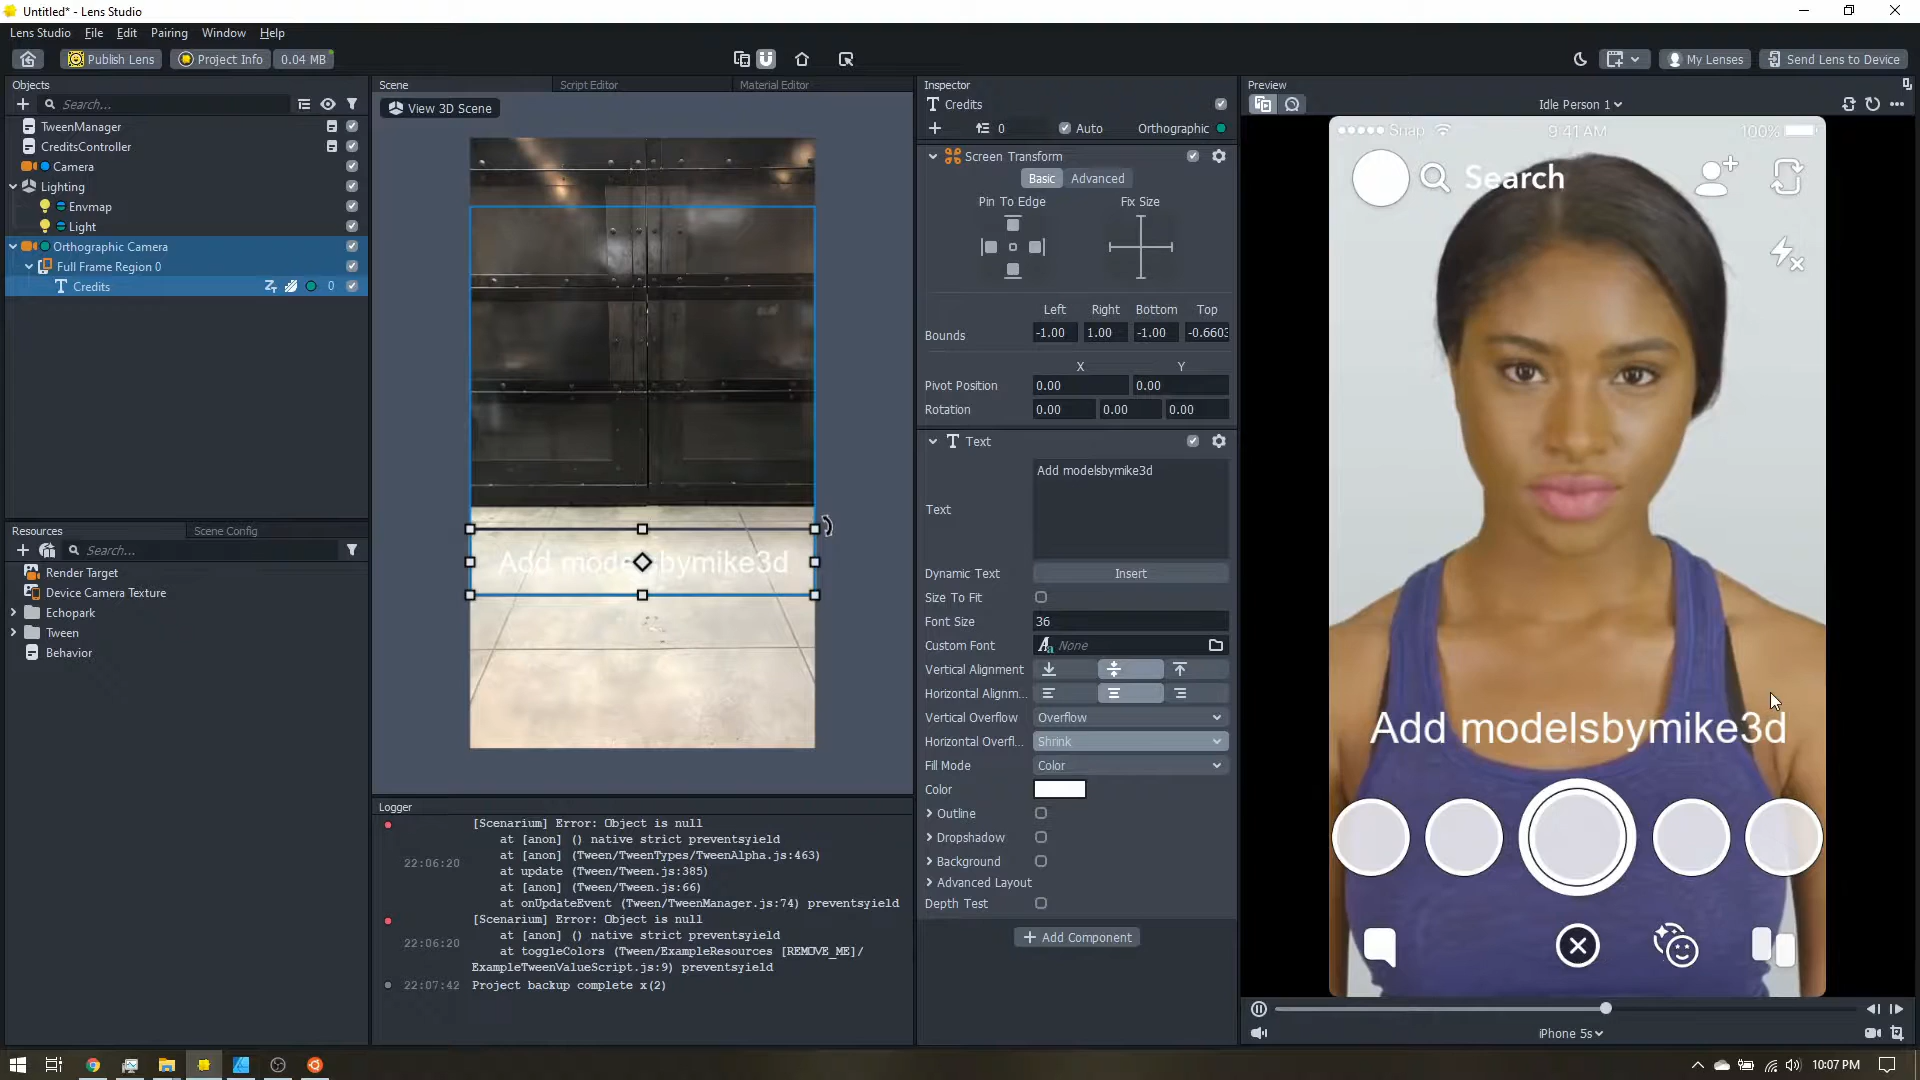 Untitled* - Lens Studio
Lens Studio File Edit Pairing Window Help
Publish Lens Project Info 0.04 MB My Lenses Send Lens to Device
Objects
Search...
TweenManager
CreditsController
Camera
Lighting
Envmap
Light
Orthographic Camera
Full Frame Region 0
Credits 0
Resources Scene Config
Search...
Render Target
Device Camera Texture
Echopark
Tween
Behavior
Scene Script Editor Material Editor
View 3D Scene
Add modelsbymike3d
Logger
[Scenarium] Error: Object is null
at [anon] () native strict preventsyield
22:06:20 at [anon] (Tween/TweenTypes/TweenAlpha.js:463)
at update (Tween/Tween.js:385)
at [anon] (Tween/Tween.js:66)
at onUpdateEvent (Tween/TweenManager.js:74) preventsyield
[Scenarium] Error: Object is null
at [anon] () native strict preventsyield
22:06:20 at toggleColors (Tween/ExampleResources [REMOVE_ME]/
ExampleTweenValueScript.js:9) preventsyield
22:07:42 Project backup complete x(2)
Inspector
Credits
0 Auto Orthographic
Screen Transform
Basic Advanced
Pin To Edge Fix Size
Left Right Bottom Top
Bounds -1.00 1.00 -1.00 -0.6603
X Y
Pivot Position 0.00 0.00
Rotation 0.00 0.00 0.00
Text
Text Add modelsbymike3d
Dynamic Text Insert
Size To Fit
Font Size 36
Custom Font None
Vertical Alignment
Horizontal Alignm...
Vertical Overflow Overflow
Horizontal Overfl... Shrink
Fill Mode Color
Color
Outline
Dropshadow
Background
Advanced Layout
Depth Test
Add Component
Preview
Idle Person 1
Snap 9:41 AM 100%
Search
Add modelsbymike3d
iPhone 5s
10:07 PM